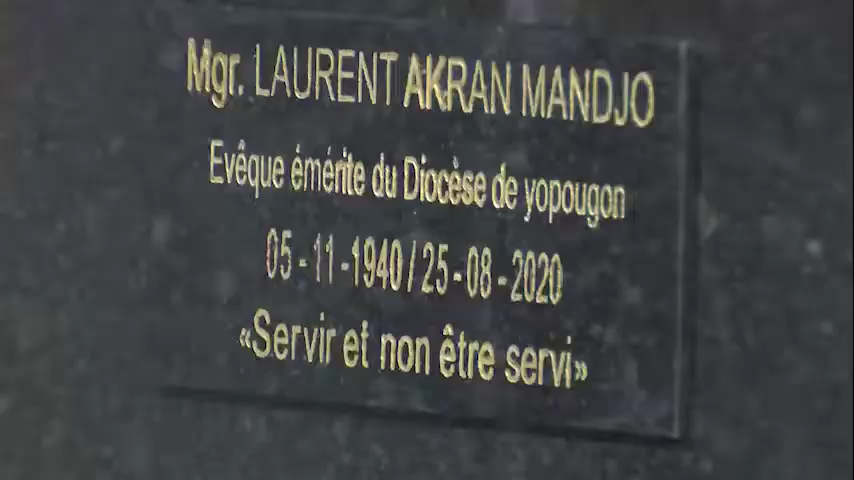 Mgr. LAURENT AKRAN MANDJO
Evêque émérite du Diocèse de yopougon
05 - 11 -1940 / 25 - 08 - 2020
«Servir et non être servi»